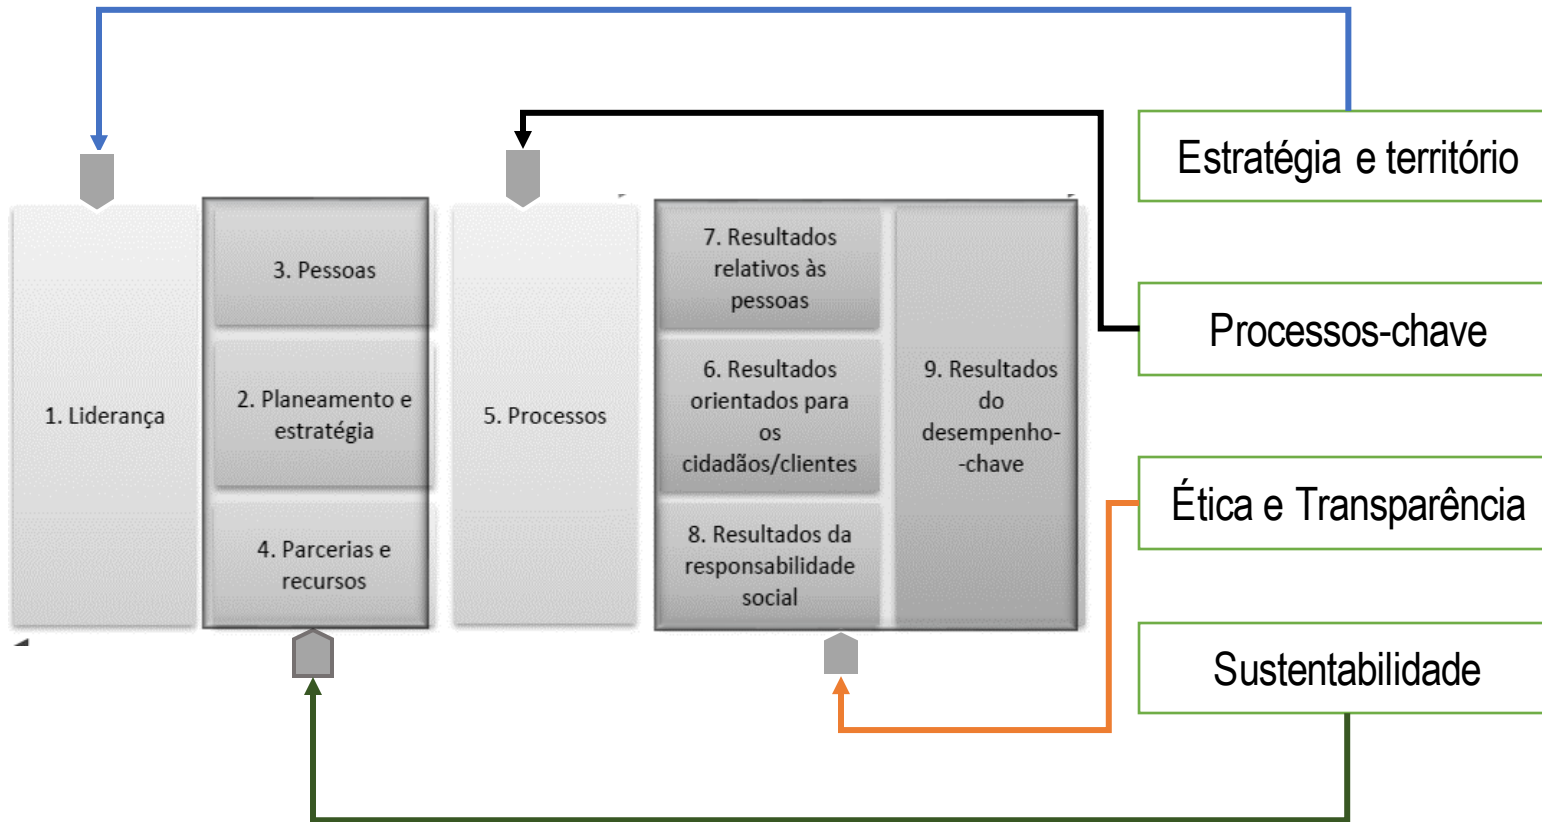 Estratégia e território
Processos-chave
Ética e Transparência
Sustentabilidade
1. Liderança
3. Pessoas
2. Planeamento e
estratégia
4. Parcerias e
recursos
5. Processos
7. Resultados
relativos às
pessoas
6. Resultados
orientados para
os
cidadãos/clientes
8. Resultados da
responsabilidade
social
9. Resultados
do
desempenho-
-chave